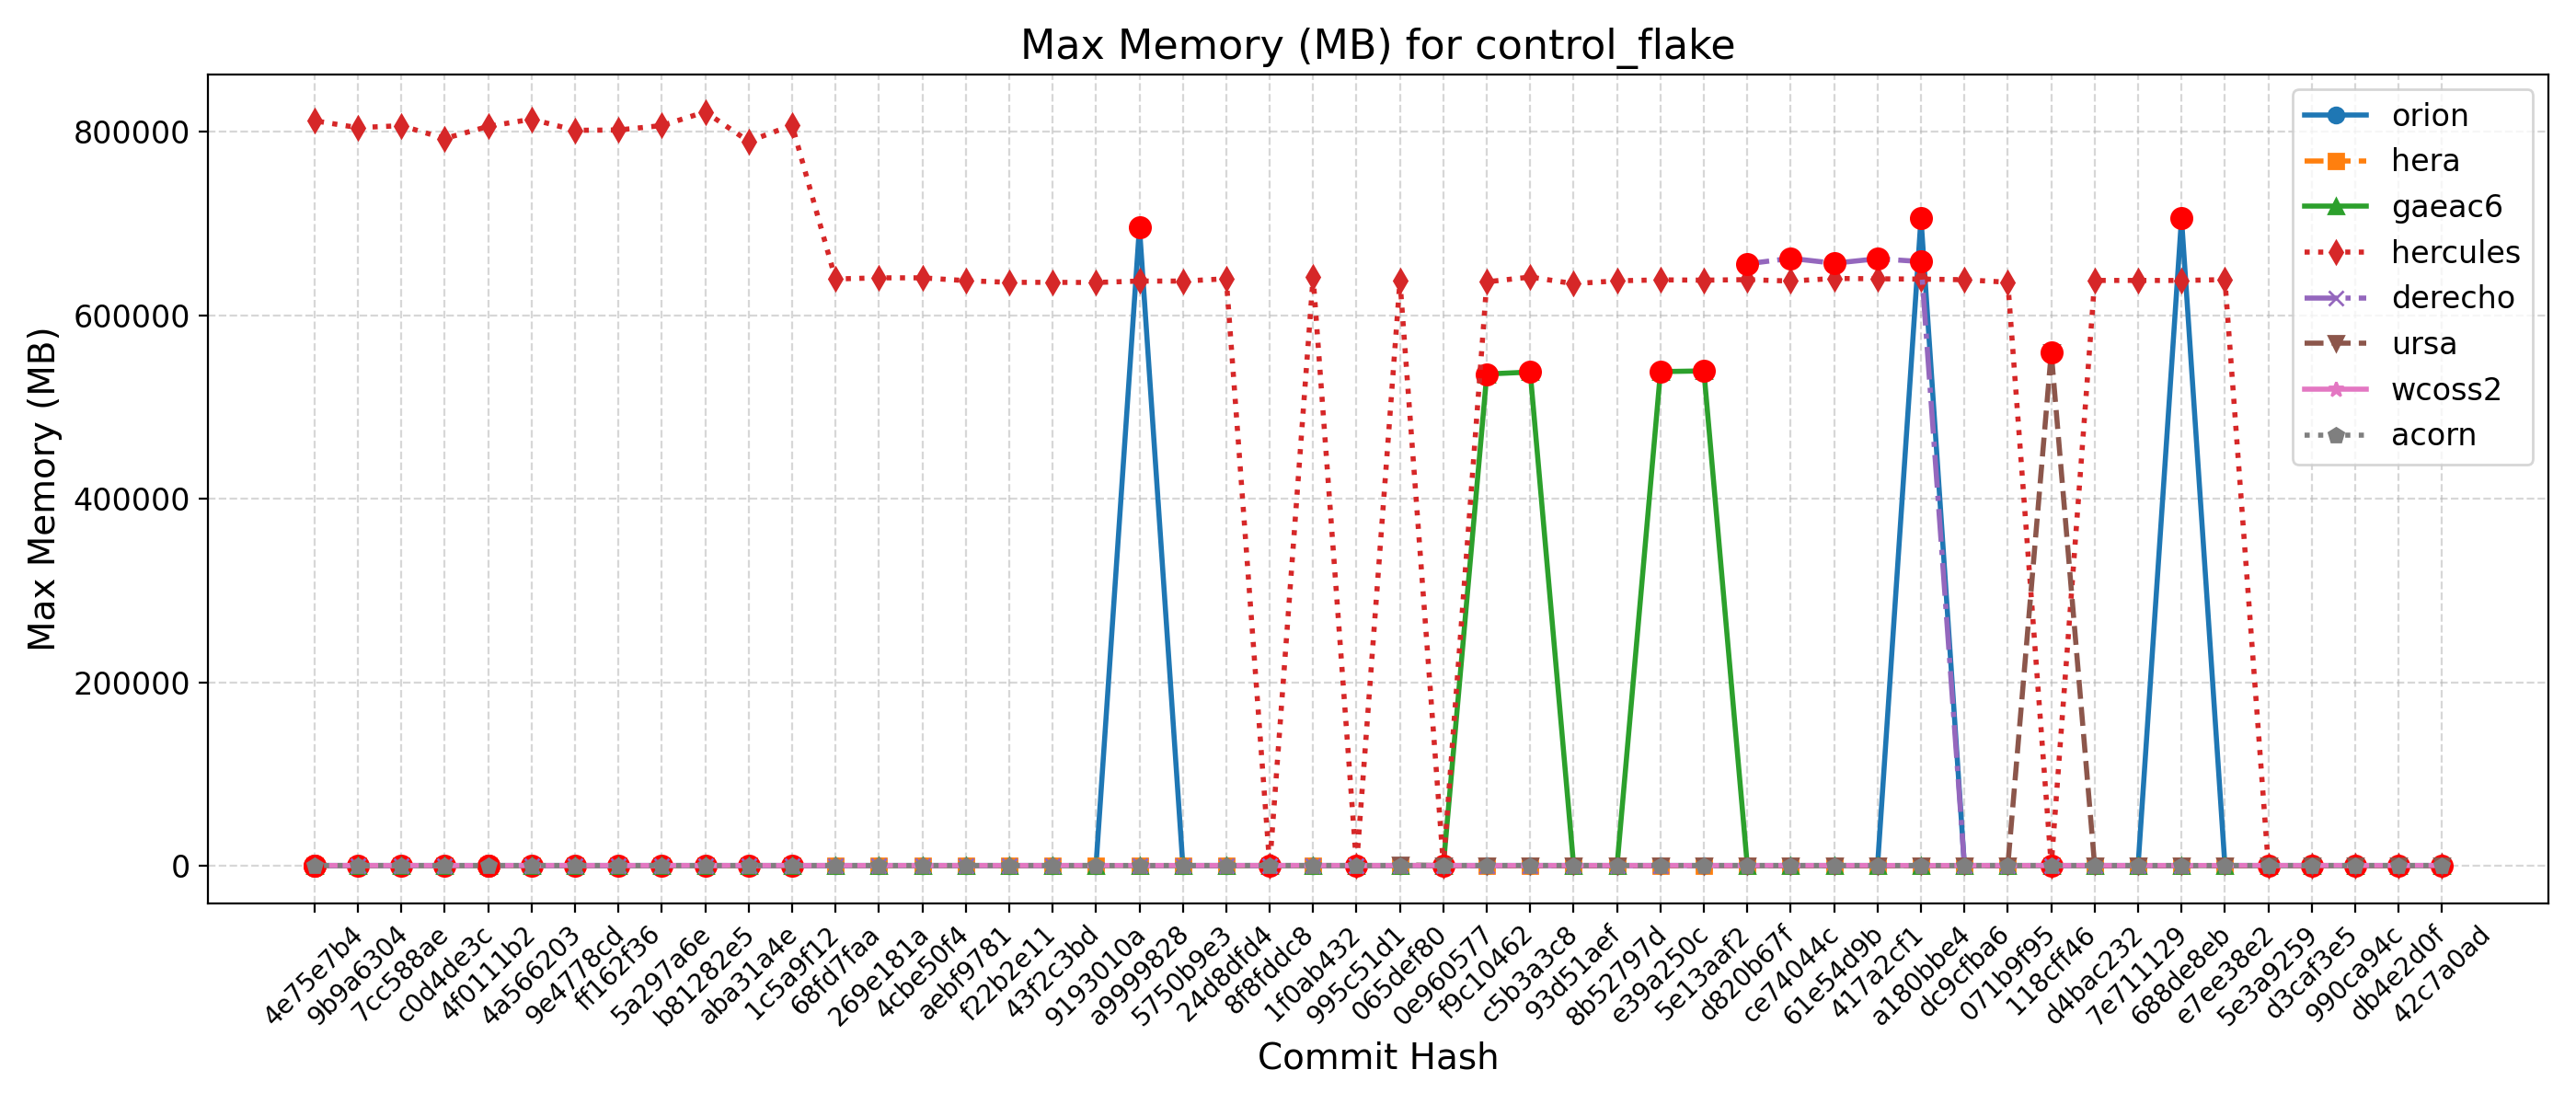 Max Memory (MB) for control_flake
Max Memory (MB)
800000
600000
400000
200000
0
orion
hera
gaeac6
hercules
derecho
ursa
wcoss2
acorn
4e75e7b4
9b9a6304
7cc588ae
c0d4de3c
4f0111b2
4a566203
9e4778cd
ff162f36
5a297a6e
b81282e5
aba31a4e
1c5a9f12
68fd7faa
269e181a
4cbe50f4
aebf9781
f22b2e11
43f2c3bd
9193010a
a9999828
5750b9e3
24d8dfd4
8f8fddc8
1f0ab432
995c51d1
065def80
0e960577
f9c10462
c5b3a3c8
93d51aef
8b52797d
e39a250c
5e13aaf2
d820b67f
ce74044c
61e54d9b
417a2cf1
a180bbe4
dc9cfba6
071b9f95
118cff46
d4bac232
7e711129
688de8eb
e7ee38e2
5e3a9259
d3caf3e5
990ca94c
db4e2d0f
42c7a0ad
Commit Hash